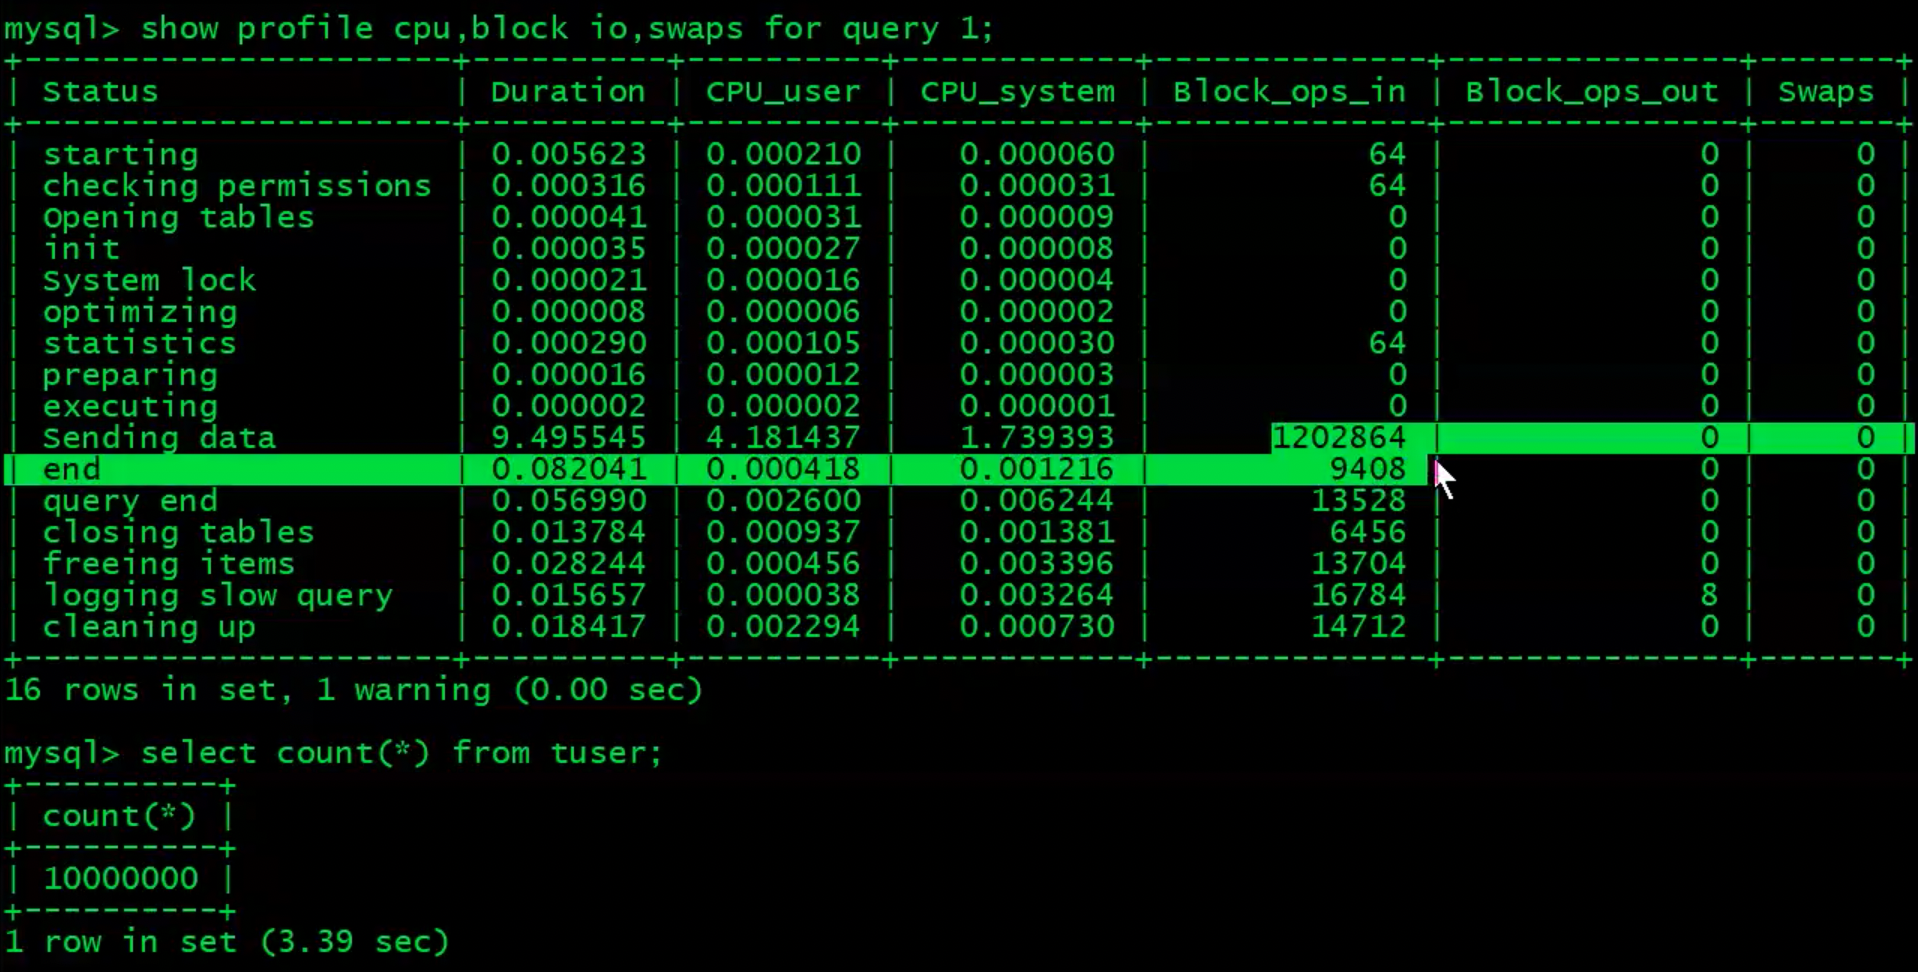 mysql> show profile cpu,block io,swaps for query 1;
+----------------------+----------+----------+------------+--------------+---------------+-------+
| Status               | Duration | CPU_user | CPU_system | Block_ops_in | Block_ops_out | Swaps |
+----------------------+----------+----------+------------+--------------+---------------+-------+
| starting             | 0.005623 | 0.000210 |   0.000060 |           64 |             0 |     0 |
| checking permissions | 0.000316 | 0.000111 |   0.000031 |           64 |             0 |     0 |
| Opening tables       | 0.000041 | 0.000031 |   0.000009 |            0 |             0 |     0 |
| init                 | 0.000035 | 0.000027 |   0.000008 |            0 |             0 |     0 |
| System lock          | 0.000021 | 0.000016 |   0.000004 |            0 |             0 |     0 |
| optimizing           | 0.000008 | 0.000006 |   0.000002 |            0 |             0 |     0 |
| statistics           | 0.000290 | 0.000105 |   0.000030 |           64 |             0 |     0 |
| preparing            | 0.000016 | 0.000012 |   0.000003 |            0 |             0 |     0 |
| executing            | 0.000002 | 0.000002 |   0.000001 |            0 |             0 |     0 |
| Sending data         | 9.495545 | 4.181437 |   1.739393 |      1202864 |             0 |     0 |
| end                  | 0.082041 | 0.000418 |   0.001216 |         9408 |             0 |     0 |
| query end            | 0.056990 | 0.002600 |   0.006244 |        13528 |             0 |     0 |
| closing tables       | 0.013784 | 0.000937 |   0.001381 |         6456 |             0 |     0 |
| freeing items        | 0.028244 | 0.000456 |   0.003396 |        13704 |             0 |     0 |
| logging slow query   | 0.015657 | 0.000038 |   0.003264 |        16784 |             8 |     0 |
| cleaning up          | 0.018417 | 0.002294 |   0.000730 |        14712 |             0 |     0 |
+----------------------+----------+----------+------------+--------------+---------------+-------+
16 rows in set, 1 warning (0.00 sec)
mysql> select count(*) from tuser;
+----------+
| count(*) |
+----------+
| 10000000 |
+----------+
1 row in set (3.39 sec)